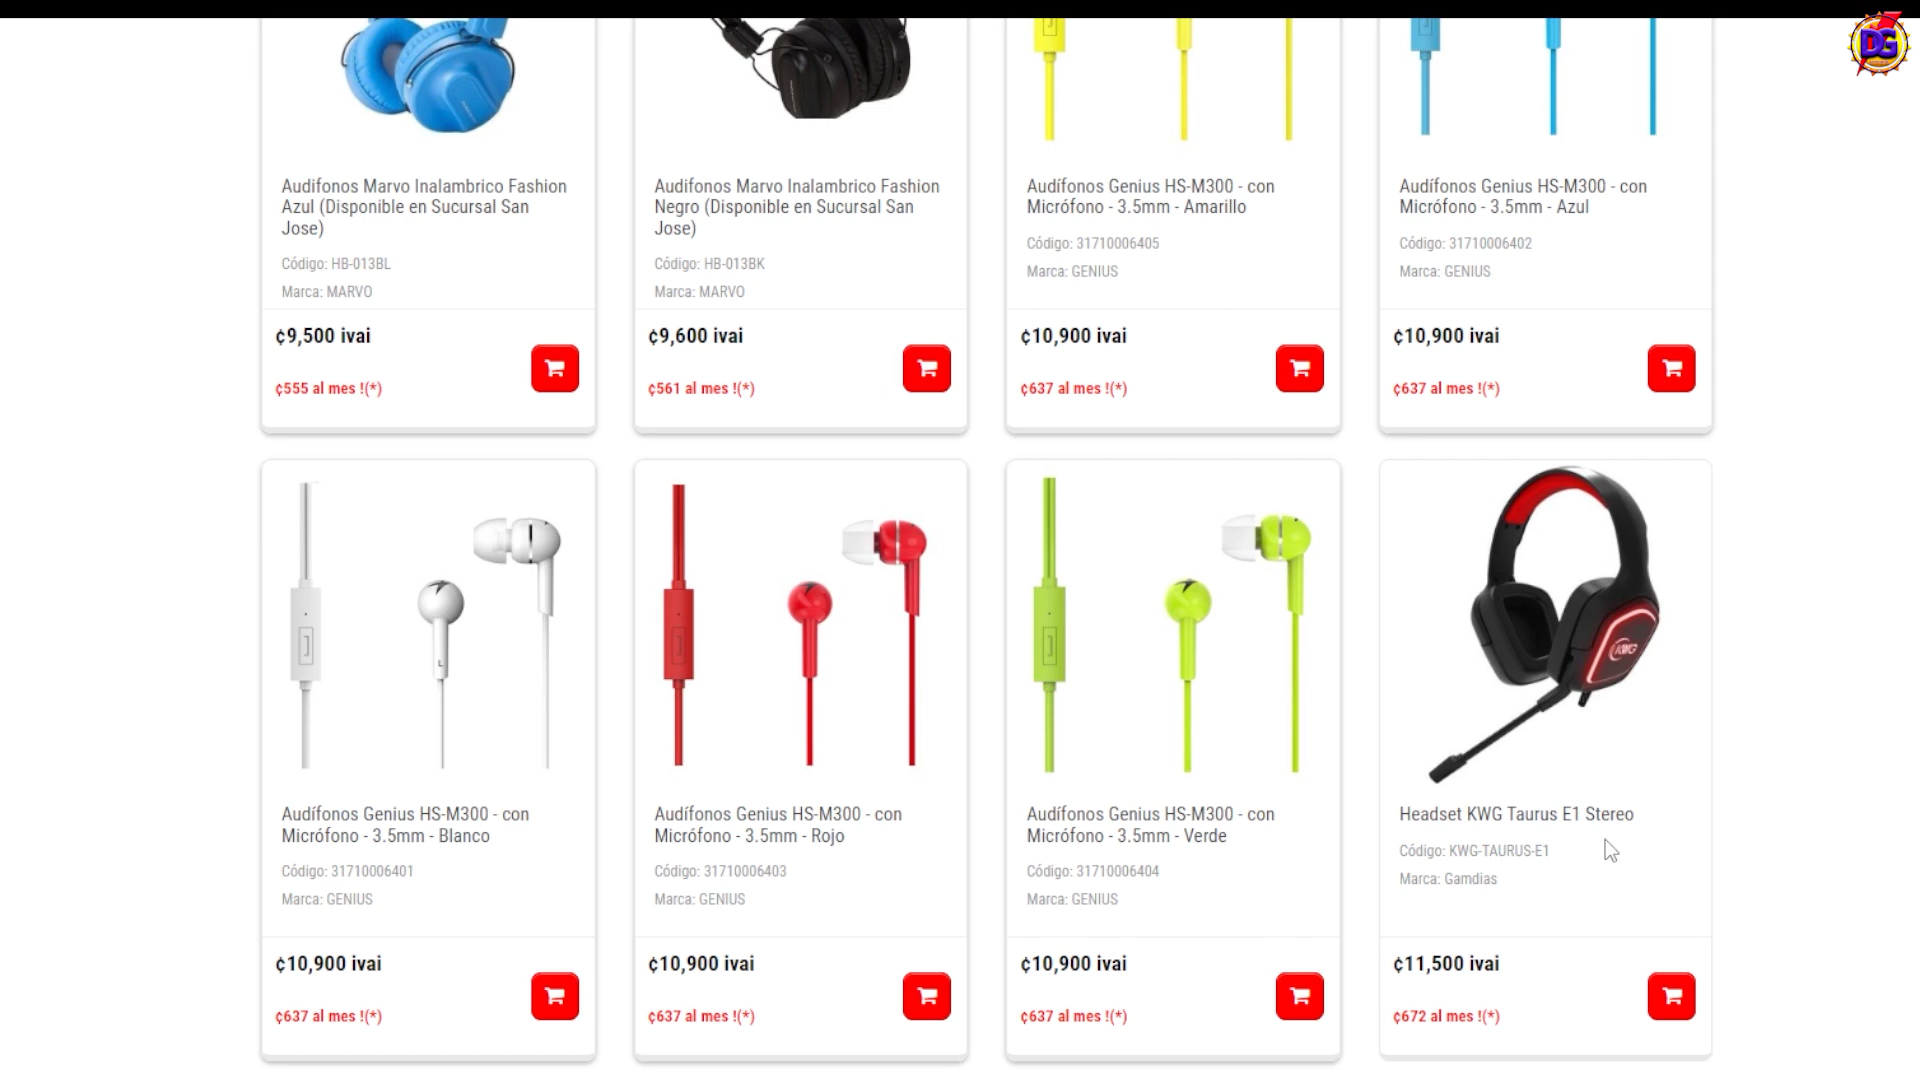 DG
Audifonos Marvo Inalambrico Fashion
Azul (Disponible en Sucursal San
Jose)
Código: HB-013BL
Marca: MARVO
¢9,500 ivai
¢555 al mes !(*)
Audifonos Marvo Inalambrico Fashion
Negro (Disponible en Sucursal San
Jose)
Código: HB-013BK
Marca: MARVO
¢9,600 ivai
¢561 al mes !(*)
Audífonos Genius HS-M300 - con
Micrófono - 3.5mm - Amarillo
Código: 31710006405
Marca: GENIUS
¢10,900 ivai
¢637 al mes !(*)
Audífonos Genius HS-M300 - con
Micrófono - 3.5mm - Azul
Código: 31710006402
Marca: GENIUS
¢10,900 ivai
¢637 al mes !(*)
L
Audífonos Genius HS-M300 - con
Micrófono - 3.5mm - Blanco
Código: 31710006401
Marca: GENIUS
¢10,900 ivai
¢637 al mes !(*)
Audífonos Genius HS-M300 - con
Micrófono - 3.5mm - Rojo
Código: 31710006403
Marca: GENIUS
¢10,900 ivai
¢637 al mes !(*)
Audífonos Genius HS-M300 - con
Micrófono - 3.5mm - Verde
Código: 31710006404
Marca: GENIUS
¢10,900 ivai
¢637 al mes !(*)
KWG
Headset KWG Taurus E1 Stereo
Código: KWG-TAURUS-E1
Marca: Gamdias
¢11,500 ivai
¢672 al mes !(*)